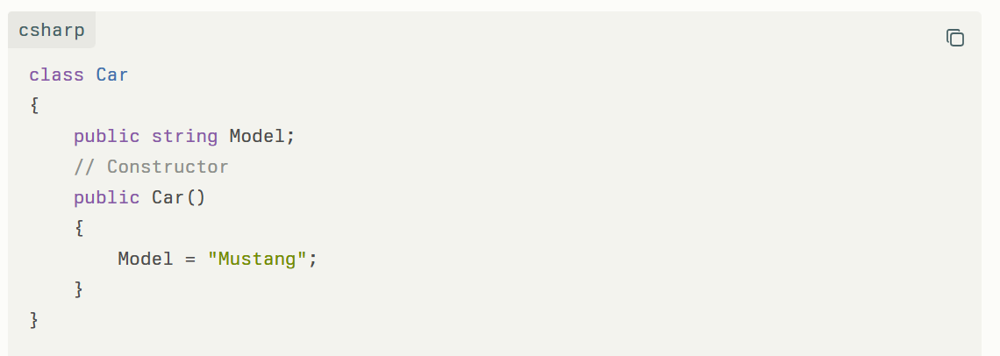 csharp
class Car
{
    public string Model;
    // Constructor
    public Car()
    {
        Model = "Mustang";
    }
}